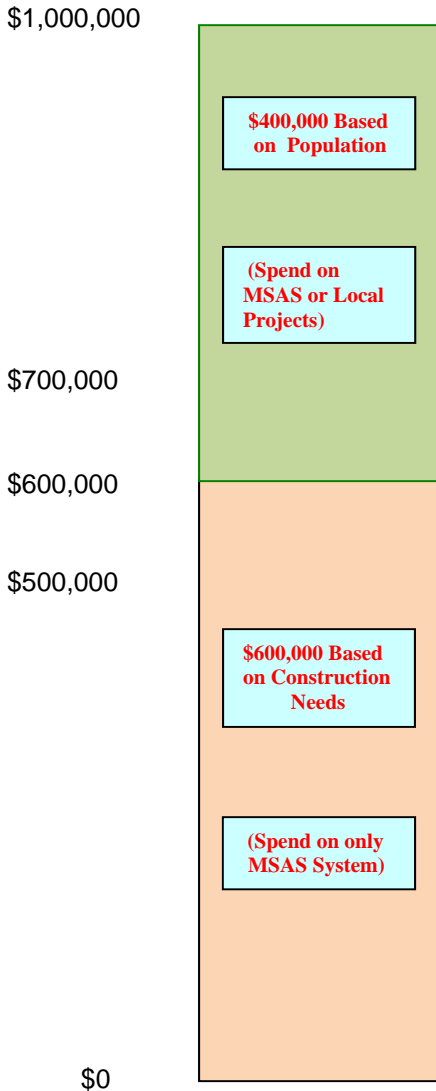 $1,000,000
$400,000 Based
on Population
(Spend on
MSAS or Local
Projects)
$700,000
$600,000
$500,000
$600,000 Based
on Construction
Needs
(Spend on only
MSAS System)
$0